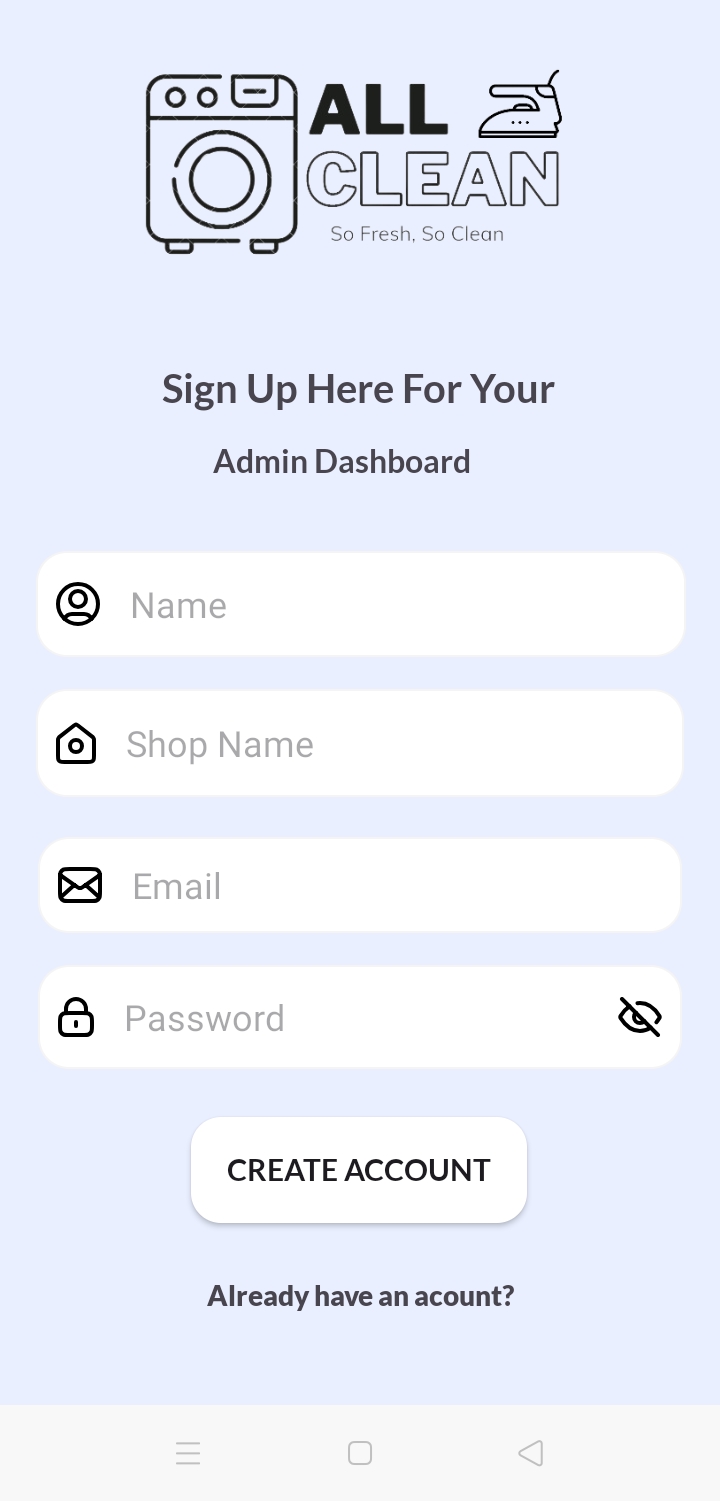 ALL
CLEAN
So Fresh, So Clean
Sign Up Here For Your
Admin Dashboard
Name
Shop Name
Email
Password
CREATE ACCOUNT
Already have an acount?